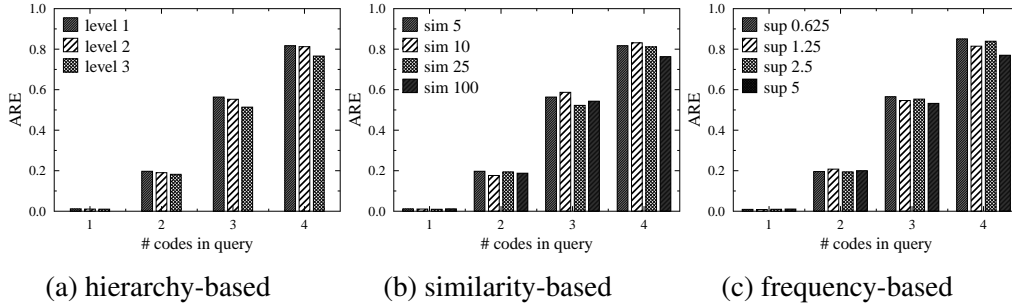 level 1
level 2
level 3
ARE
1.0
0.8
0.6
0.4
0.2
0.0
1 2 3 4
# codes in query
(a) hierarchy-based
sim 5
sim 10
sim 25
sim 100
ARE
1.0
0.8
0.6
0.4
0.2
0.0
1 2 3 4
# codes in query
(b) similarity-based
sup 0.625
sup 1.25
sup 2.5
sup 5
ARE
1.0
0.8
0.6
0.4
0.2
0.0
1 2 3 4
# codes in query
(c) frequency-based